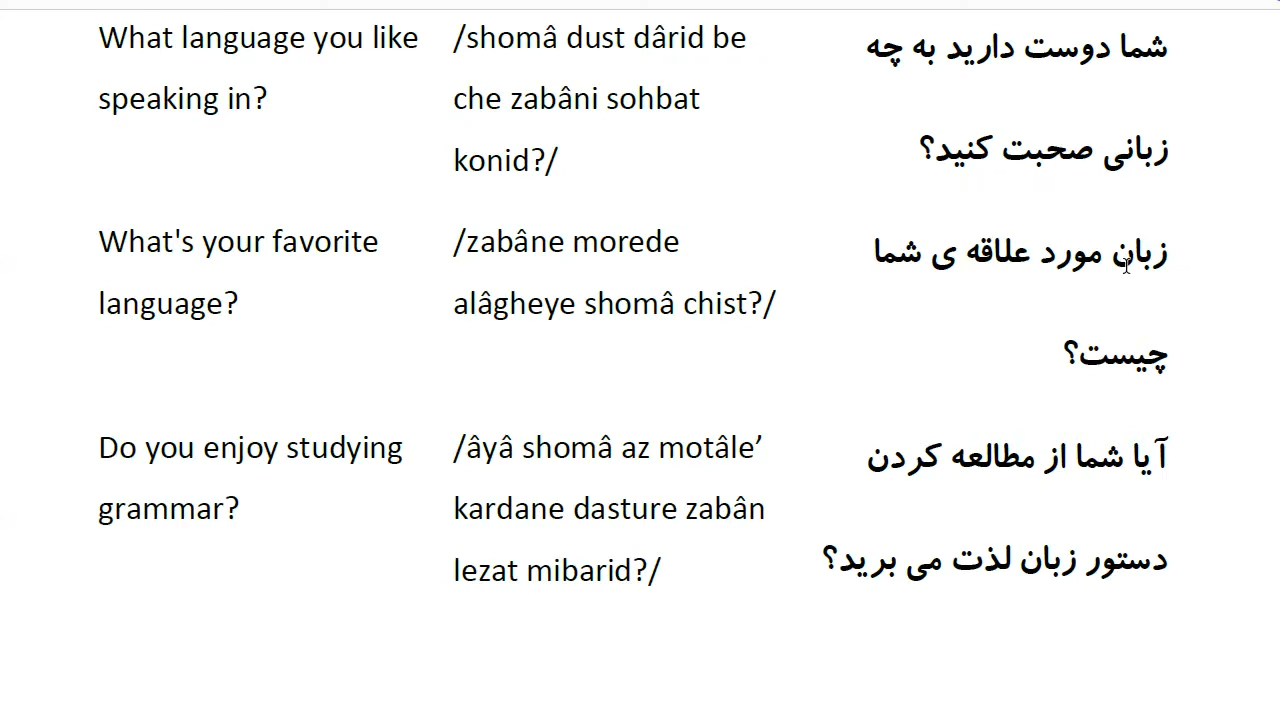 What language you like
speaking in?
/shomâ dust dârid be
che zabâni sohbat
konid?/
شما دوست دارید به چه
زبانی صحبت کنید؟
What's your favorite
language?
/zabâne morede
alâgheye shomâ chist?/
زبان مورد علاقه ی شما
چیست؟
Do you enjoy studying
grammar?
/âyâ shomâ az motâle’
kardane dasture zabân
lezat mibarid?/
آیا شما از مطالعه کردن
دستور زبان لذت می برید؟